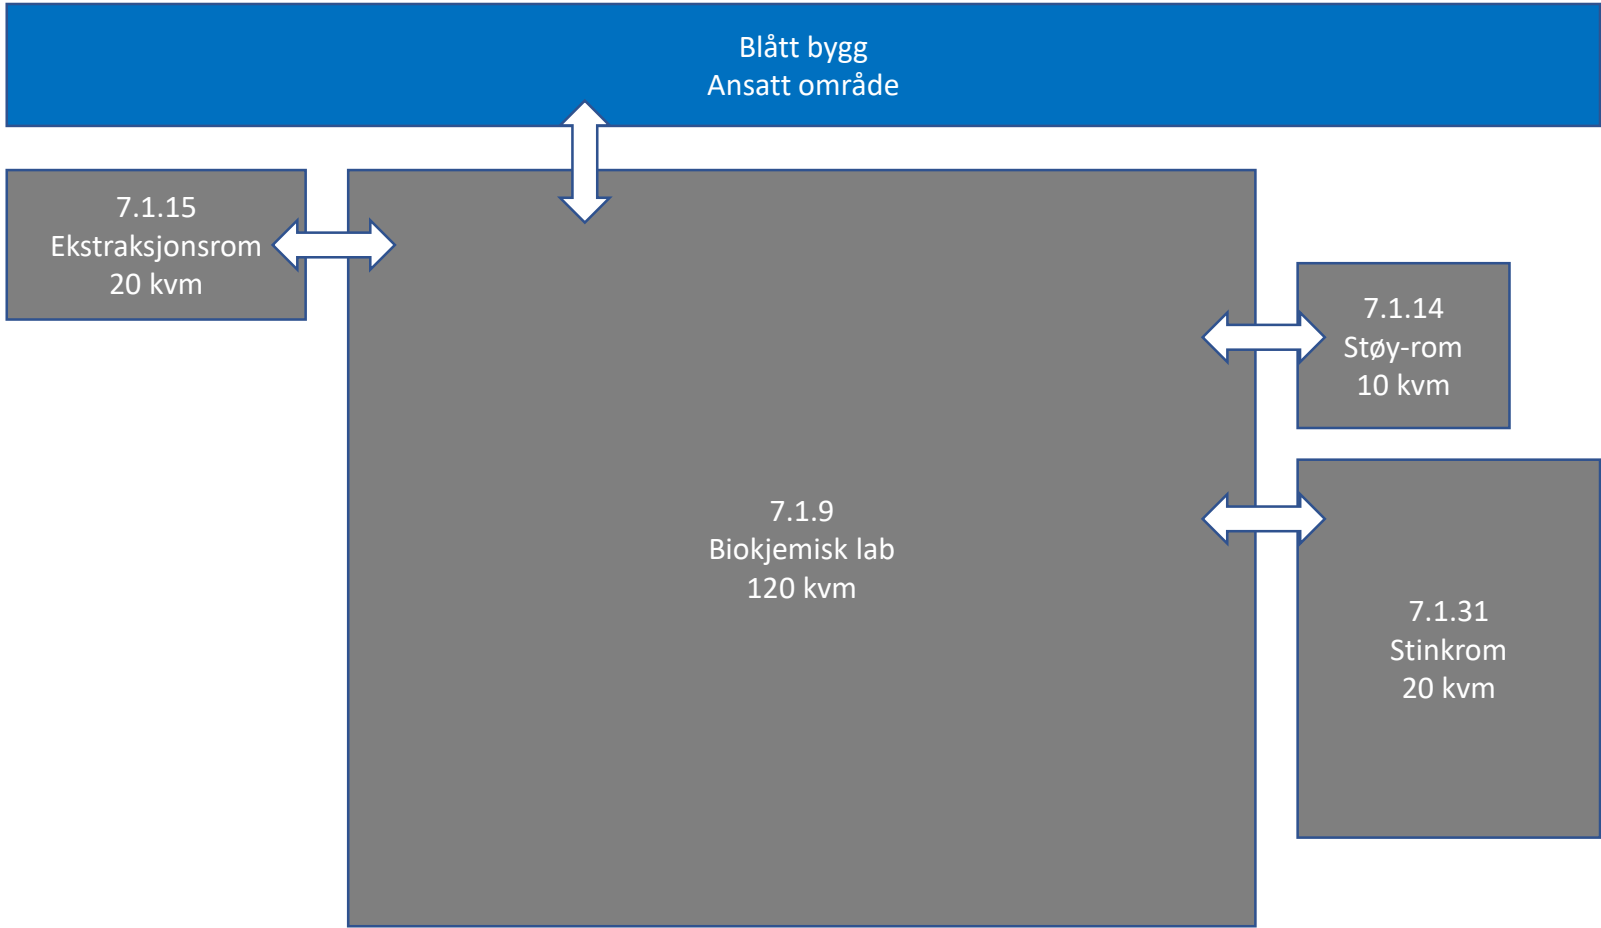 Blått bygg
Ansatt område
7.1.15
Ekstraksjonsrom
20 kvm
7.1.14
Støy-rom
10 kvm
7.1.9
Biokjemisk lab
120 kvm
7.1.31
Stinkrom
20 kvm